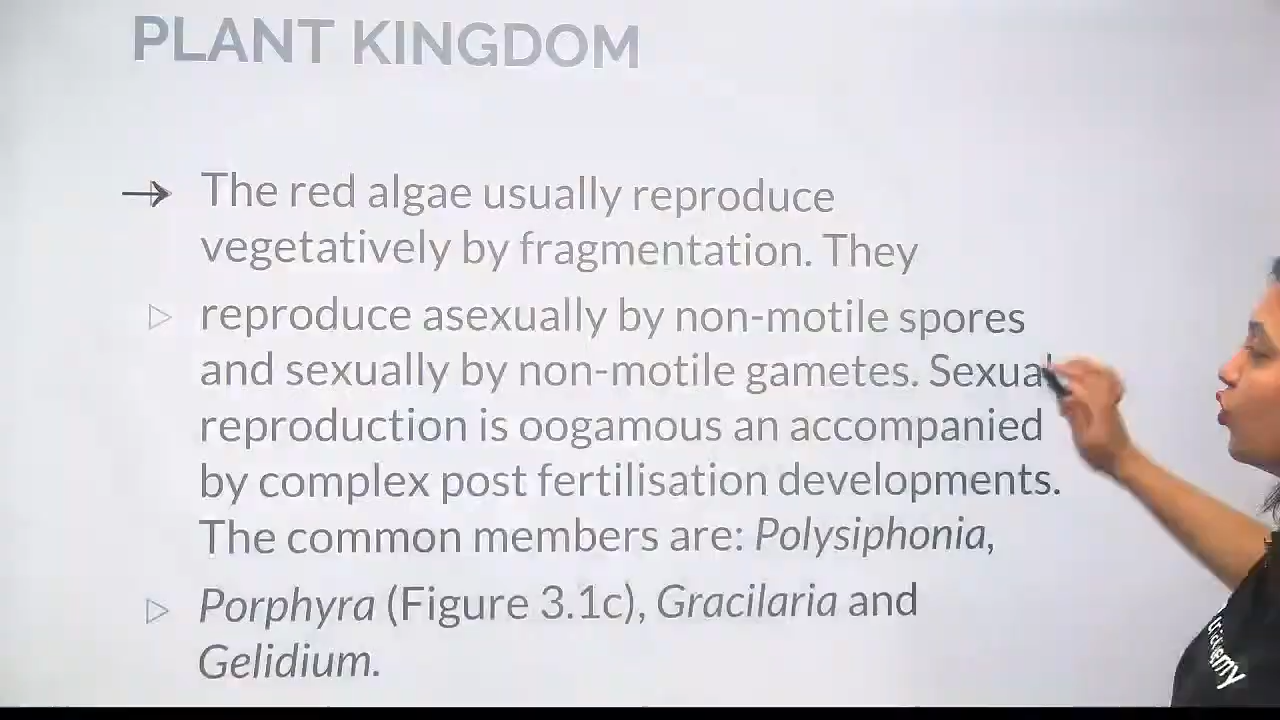 PLANT KINGDOM
→ The red algae usually reproduce
vegetatively by fragmentation. They
▷ reproduce asexually by non-motile spores
and sexually by non-motile gametes. Sexual
reproduction is oogamous an accompanied
by complex post fertilisation developments.
The common members are: Polysiphonia,
▷ Porphyra (Figure 3.1c), Gracilaria and
Gelidium.